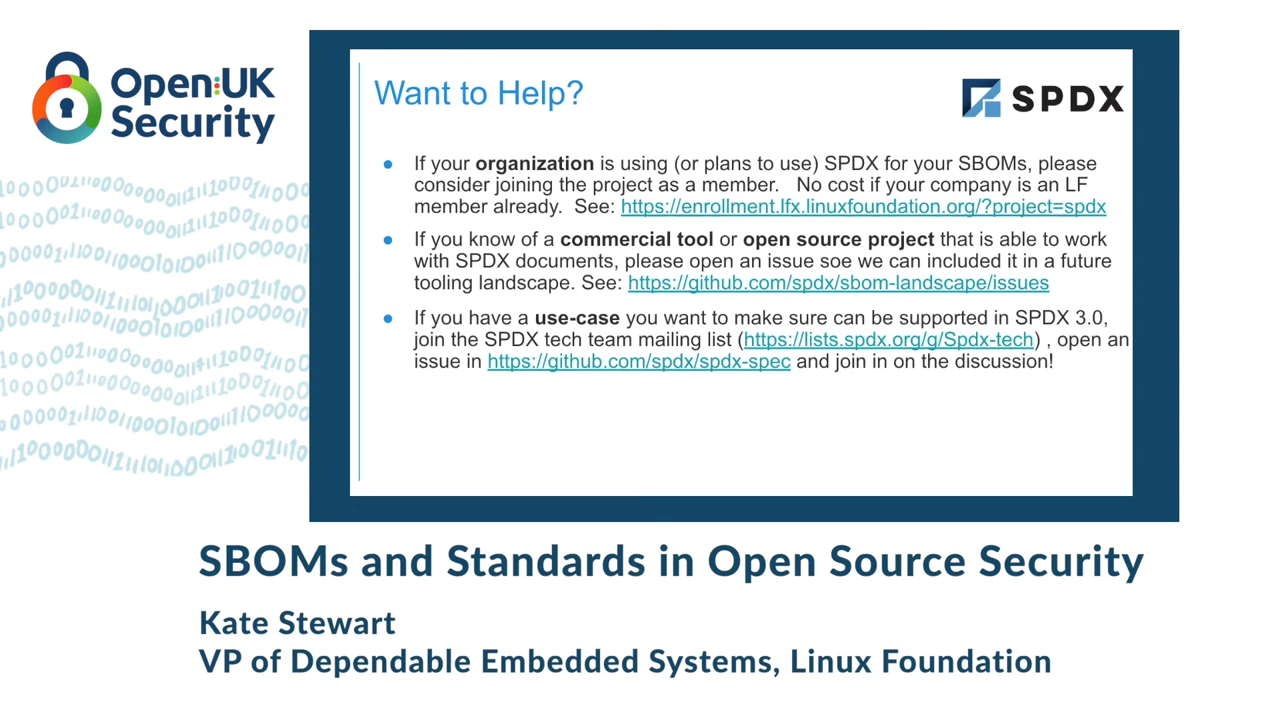 Open:UK
Security
Want to Help?
SPDX
● If your organization is using (or plans to use) SPDX for your SBOMs, please
consider joining the project as a member. No cost if your company is an LF
member already. See: https://enrollment.lfx.linuxfoundation.org/?project=spdx
● If you know of a commercial tool or open source project that is able to work
with SPDX documents, please open an issue soe we can included it in a future
tooling landscape. See: https://github.com/spdx/sbom-landscape/issues
● If you have a use-case you want to make sure can be supported in SPDX 3.0,
join the SPDX tech team mailing list (https://lists.spdx.org/g/Spdx-tech) , open an
issue in https://github.com/spdx/spdx-spec and join in on the discussion!
SBOMs and Standards in Open Source Security
Kate Stewart
VP of Dependable Embedded Systems, Linux Foundation